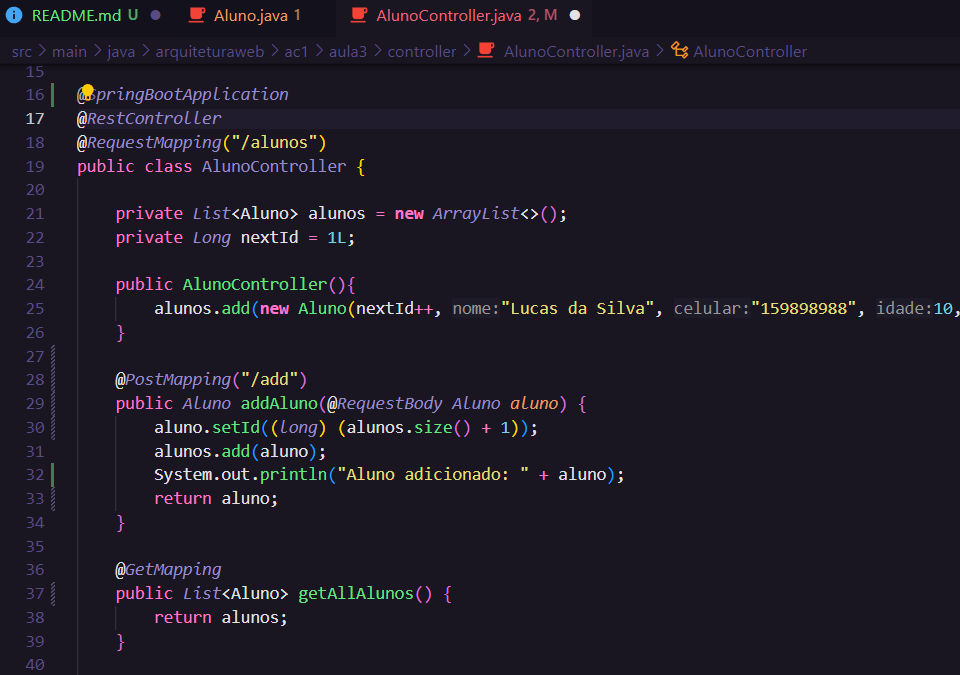 README.md U Aluno.java 1 AlunoController.java 2, M
src > main > java > arquiteturaweb > ac1 > aula3 > controller > AlunoController.java > AlunoController
15
16 @SpringBootApplication
17 @RestController
18 @RequestMapping("/alunos")
19 public class AlunoController {
20
21 private List<Aluno> alunos = new ArrayList<>();
22 private Long nextId = 1L;
23
24 public AlunoController(){
25 alunos.add(new Aluno(nextId++, nome:"Lucas da Silva", celular:"159898988", idade:10,
26 }
27
28 @PostMapping("/add")
29 public Aluno addAluno(@RequestBody Aluno aluno) {
30 aluno.setId((long) (alunos.size() + 1));
31 alunos.add(aluno);
32 System.out.println("Aluno adicionado: " + aluno);
33 return aluno;
34 }
35
36 @GetMapping
37 public List<Aluno> getAllAlunos() {
38 return alunos;
39 }
40